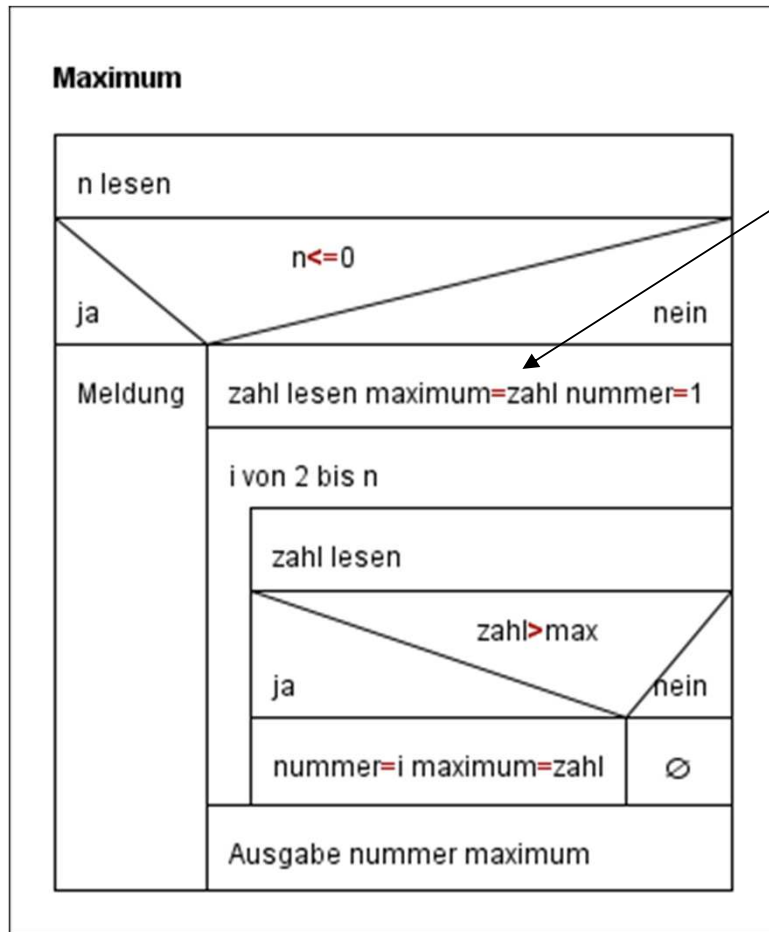 Maximum
n lesen
n<=0
ja
nein
Meldung
zahl lesen maximum=zahl nummer=1
i von 2 bis n
zahl lesen
zahl>max
ja
nein
nummer=i maximum=zahl
∅
Ausgabe nummer maximum